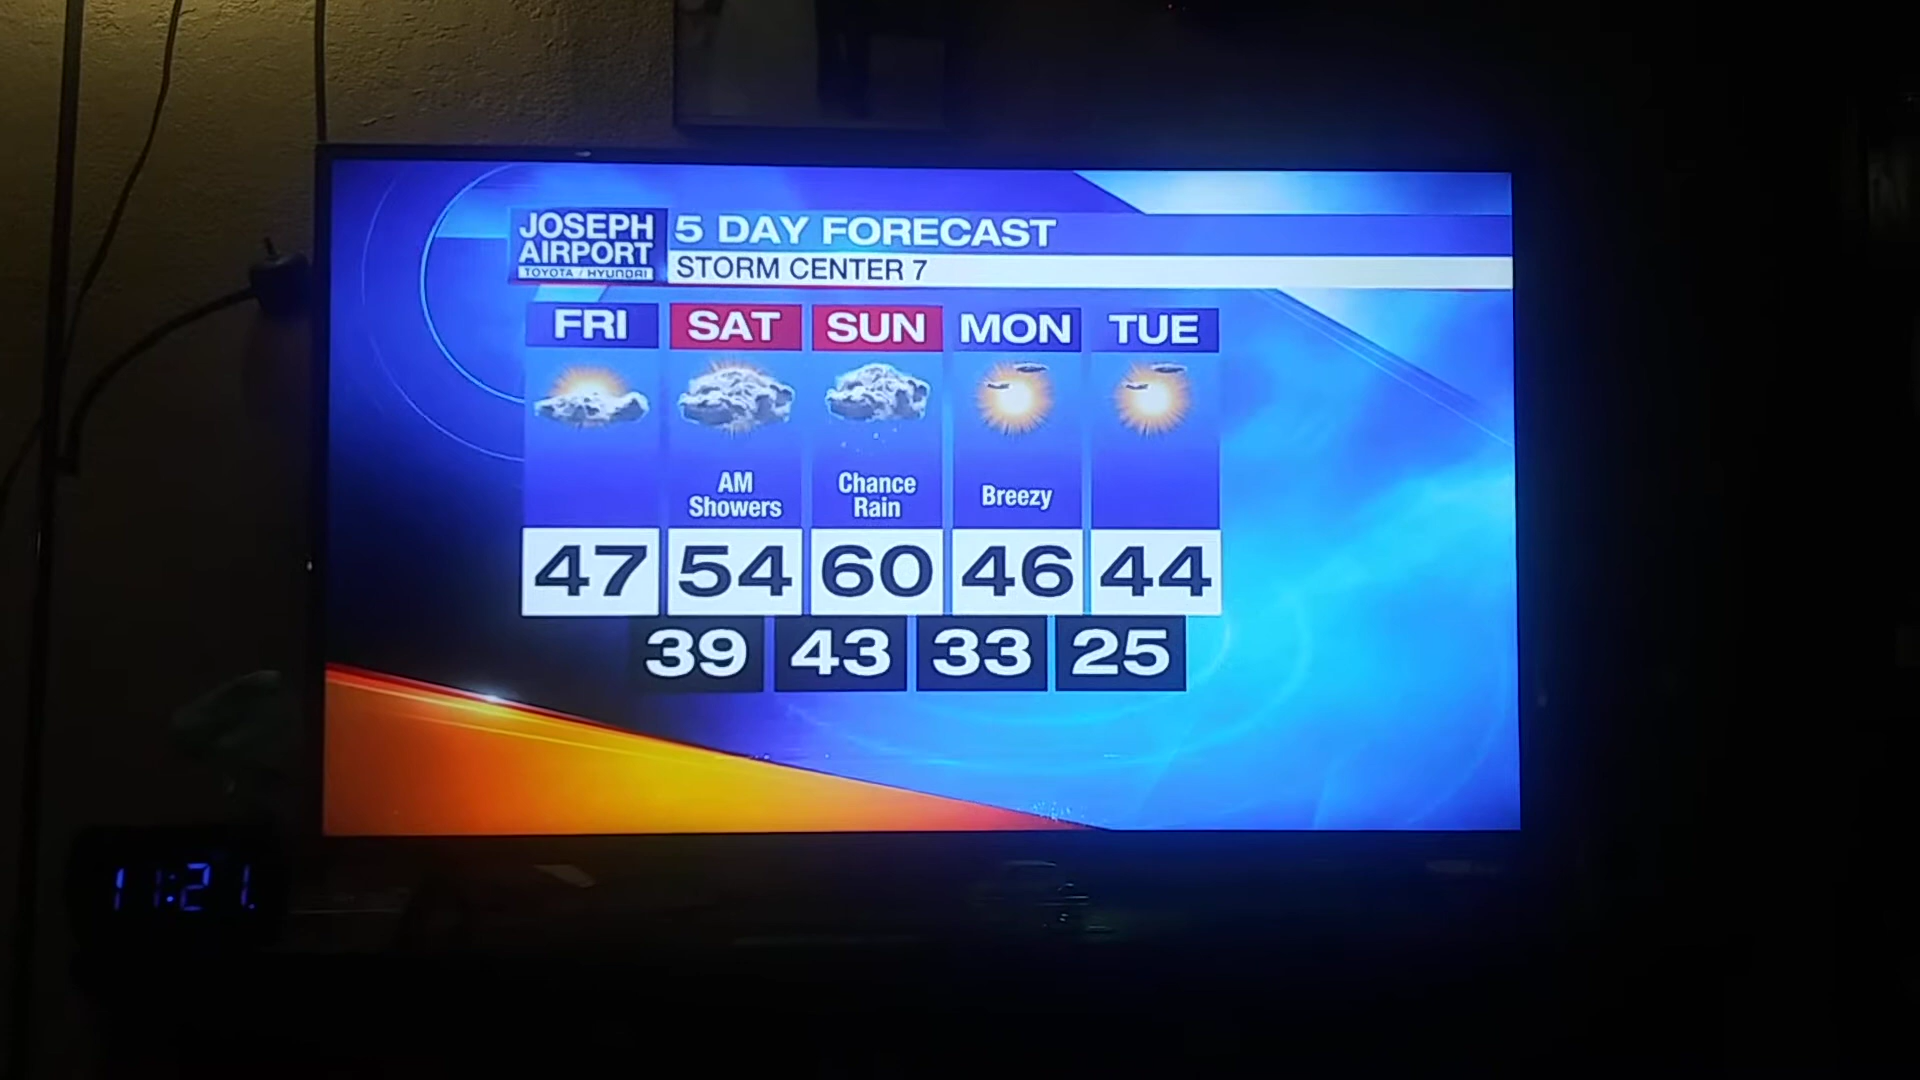 JOSEPH
AIRPORT
TOYOTA / HYUNDAI
5 DAY FORECAST
STORM CENTER 7
FRI SAT SUN MON TUE
AM
Showers
Chance
Rain
Breezy
47 54 60 46 44
39 43 33 25
11:21